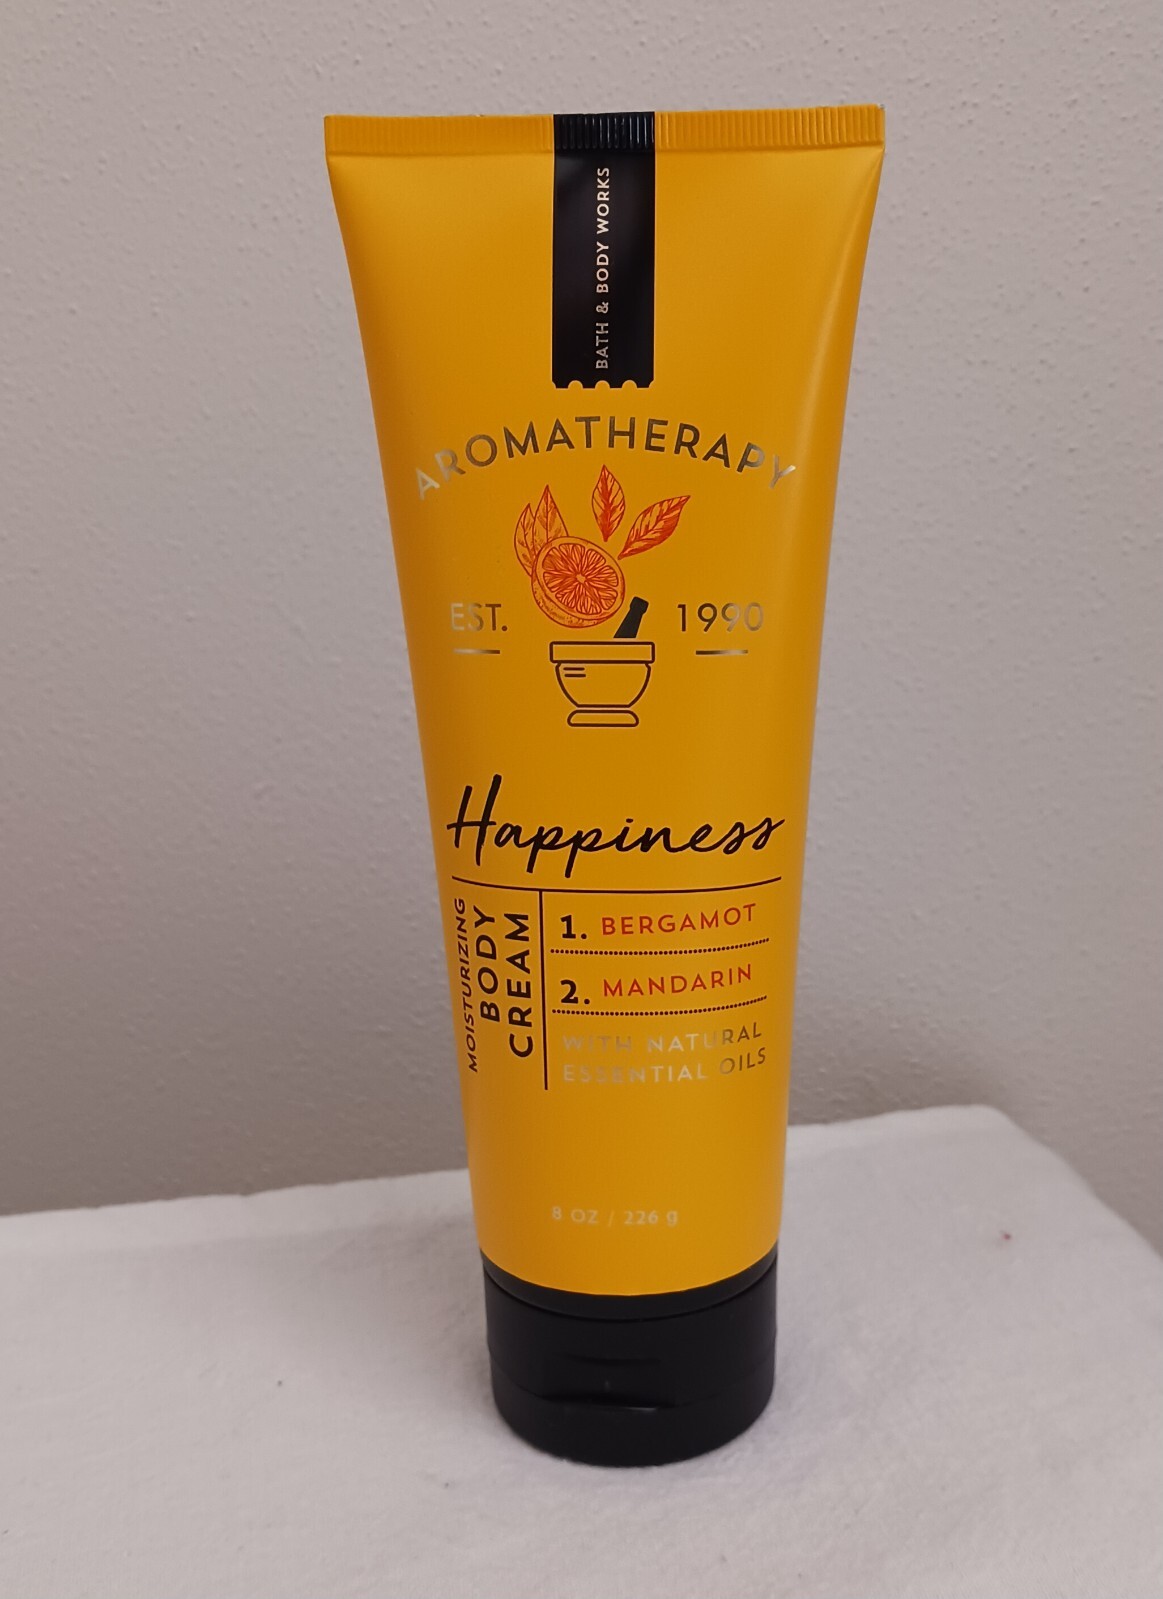 BATH & BODY WORKS
AROMATHERAPY
EST. 1990
Happiness
MOISTURIZING
BODY
CREAM
1. BERGAMOT
2. MANDARIN
WITH NATURAL
ESSENTIAL OILS
8 OZ / 226 g